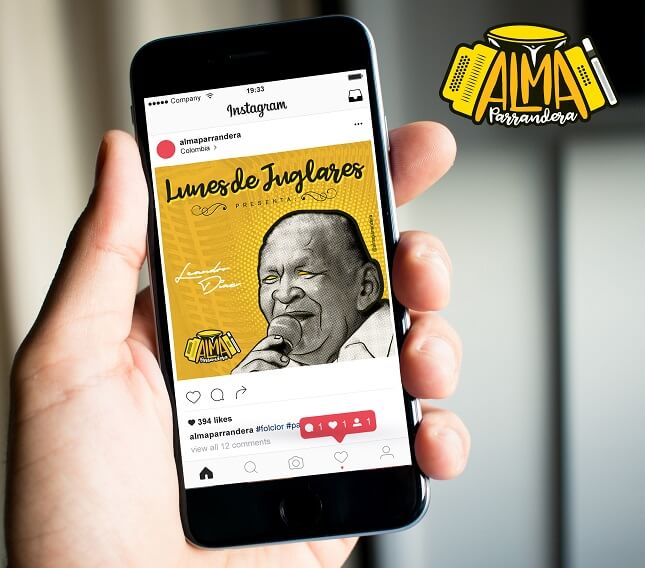 ALMA
Parrandera
Company
19:33
Instagram
almaparrandera
Colombia >
Lunes de Juglares
PRESENTA
Leandro
Díaz
ALMA
Parrandera
394 likes
almaparrandera #folclor #pa
1 1 1
view all 12 comments